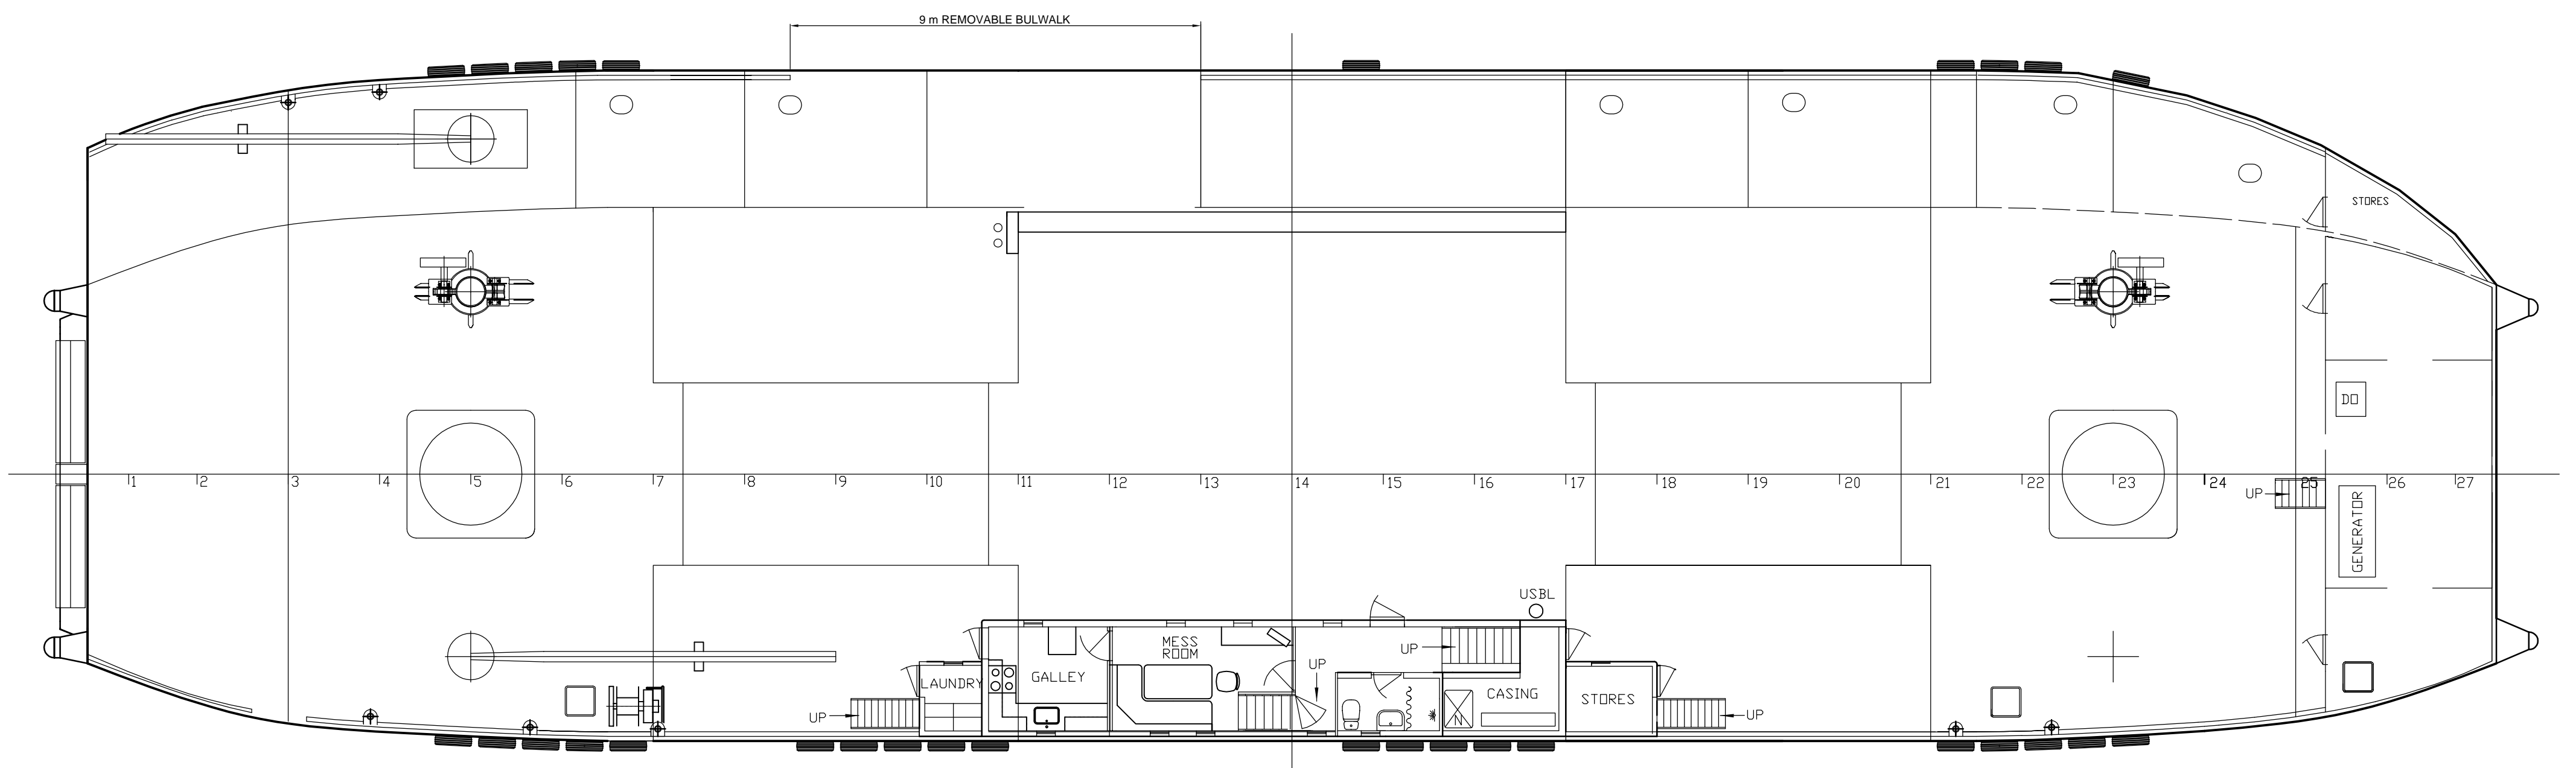 9 m REMOVABLE BULWALK
STORES
DO
1 2 3 4 5 6 7 8 9 10 11 12 13 14 15 16 17 18 19 20 21 22 23 24 25 26 27
UP
GENERATOR
USBL
MESS
ROOM
UP
UP
GALLEY
LAUNDRY
CASING
STORES
N
UP
UP